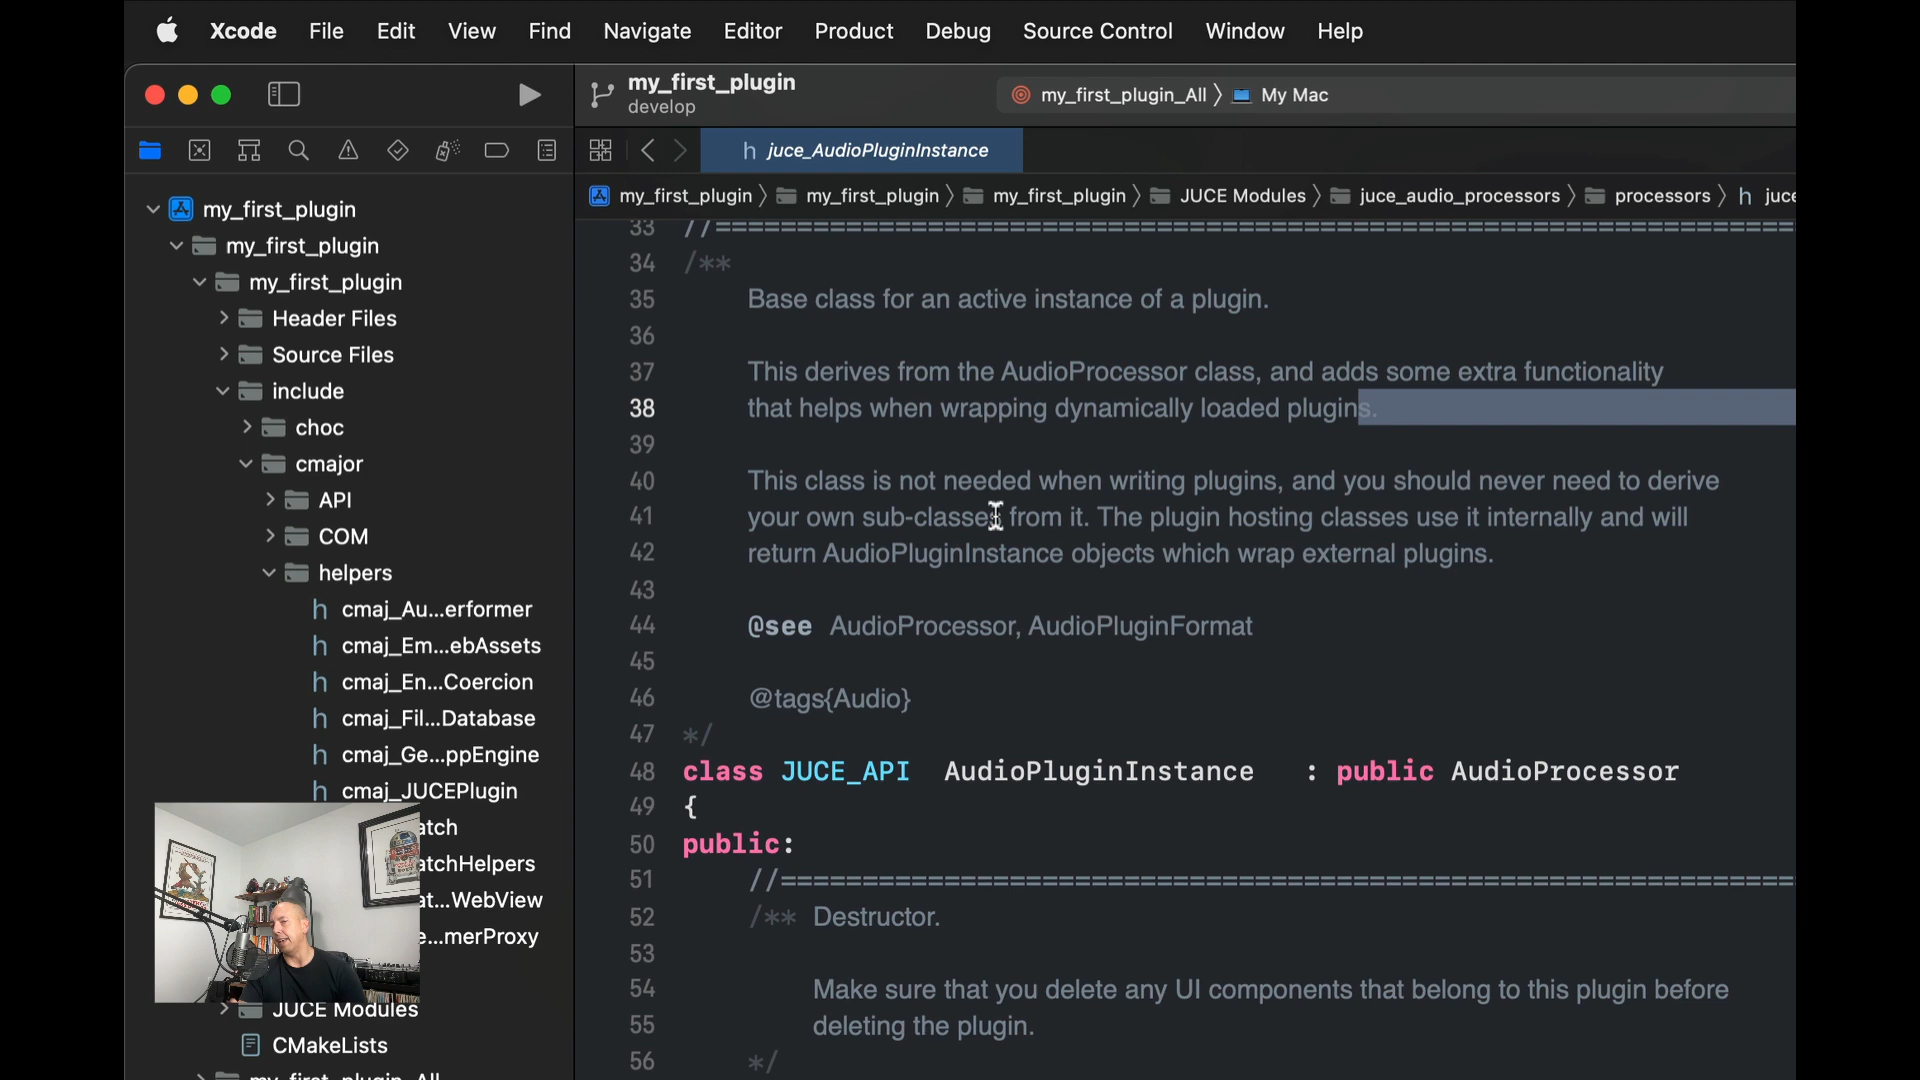 Xcode File Edit View Find Navigate Editor Product Debug Source Control Window Help
my_first_plugin
develop
my_first_plugin_All 〉 My Mac
h juce_AudioPluginInstance
my_first_plugin 〉 my_first_plugin 〉 my_first_plugin 〉 JUCE Modules 〉 juce_audio_processors 〉 processors 〉 h juce
my_first_plugin
my_first_plugin
my_first_plugin
Header Files
Source Files
include
choc
cmajor
API
COM
helpers
h cmaj_Au...erformer
h cmaj_Em...ebAssets
h cmaj_En...Coercion
h cmaj_Fil...Database
h cmaj_Ge...ppEngine
h cmaj_JUCEPlugin
atch
atchHelpers
at...WebView
e...merProxy
JUCE Modules
CMakeLists
my_first_plugin_All
33 //==================================================================
34 /**
35 Base class for an active instance of a plugin.
36
37 This derives from the AudioProcessor class, and adds some extra functionality
38 that helps when wrapping dynamically loaded plugins.
39
40 This class is not needed when writing plugins, and you should never need to derive
41 your own sub-classes from it. The plugin hosting classes use it internally and will
42 return AudioPluginInstance objects which wrap external plugins.
43
44 @see AudioProcessor, AudioPluginFormat
45
46 @tags{Audio}
47 */
48 class JUCE_API AudioPluginInstance : public AudioProcessor
49 {
50 public:
51 //==============================================================
52 /** Destructor.
53
54 Make sure that you delete any UI components that belong to this plugin before
55 deleting the plugin.
56 */